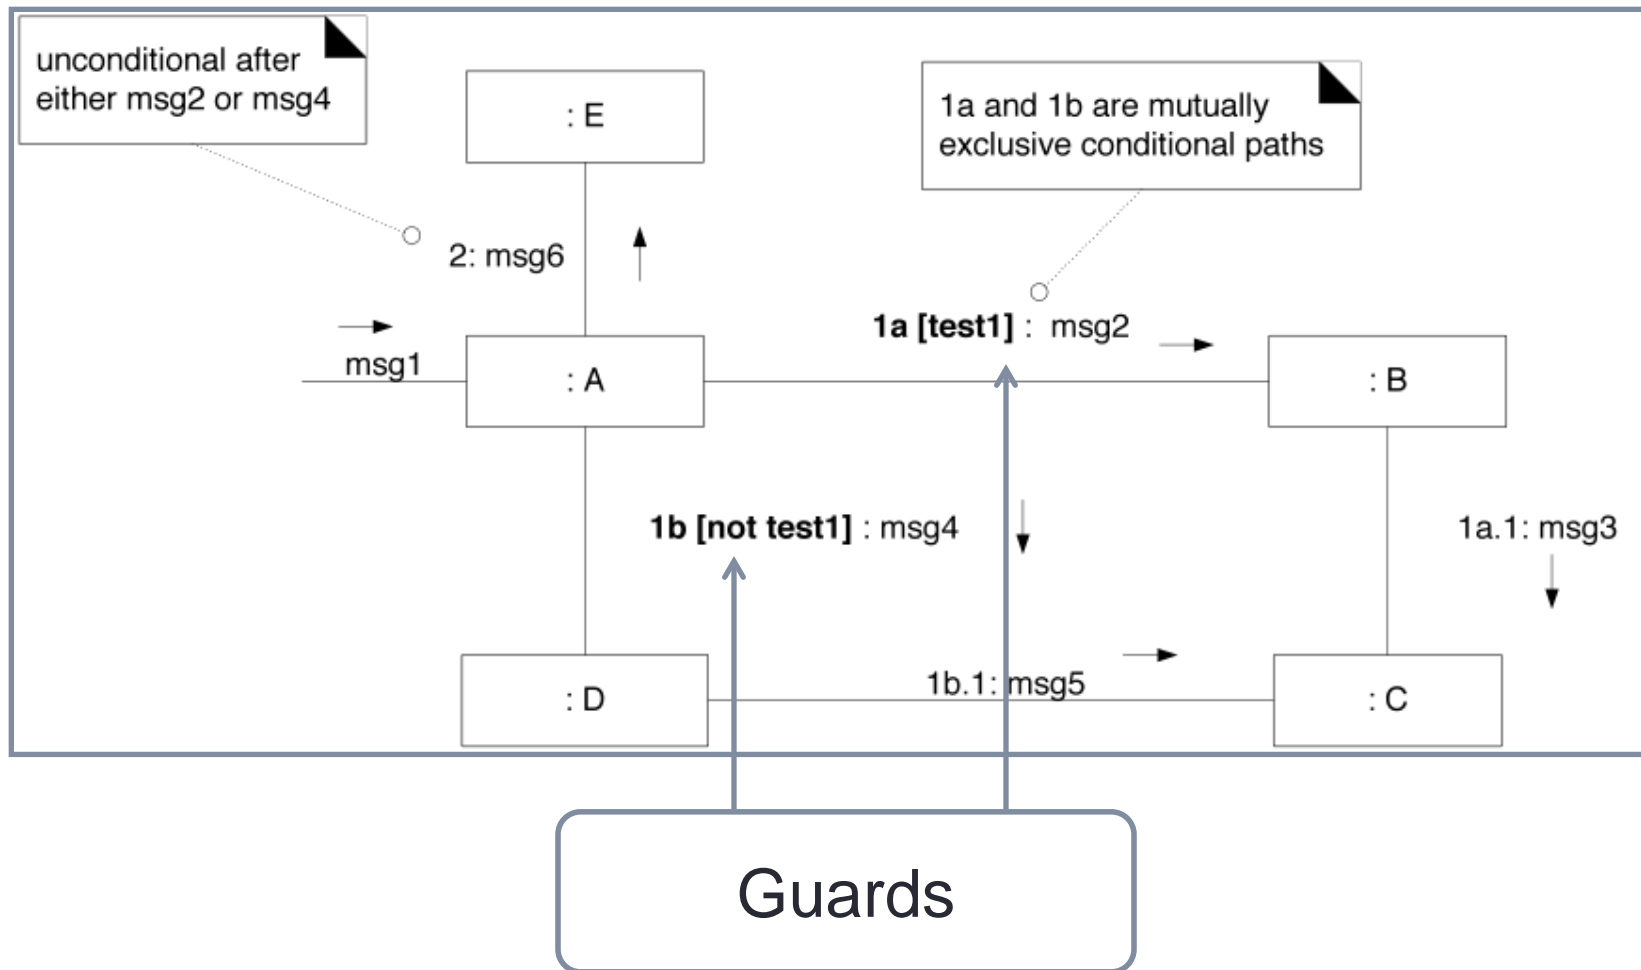 unconditional after
either msg2 or msg4
: E
1a and 1b are mutually
exclusive conditional paths
2: msg6
1a [test1] : msg2
msg1
: A
: B
1b [not test1] : msg4
1a.1: msg3
: D
1b.1: msg5
: C
Guards